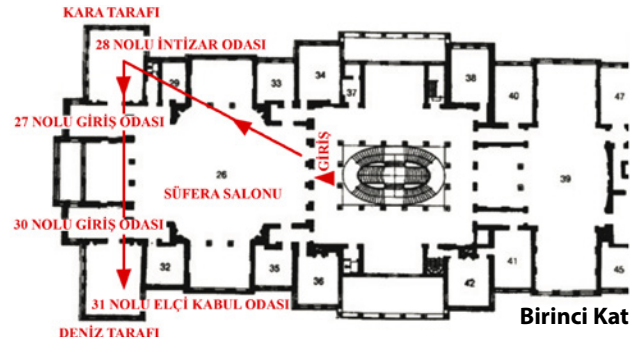 KARA TARAFI
28 NOLU İNTİZAR ODASI
29
33
34
37
38
40
47
27 NOLU GİRİŞ ODASI
GİRİŞ
26
SÜFERA SALONU
39
30 NOLU GİRİŞ ODASI
32
35
36
41
42
45
31 NOLU ELÇİ KABUL ODASI
Birinci Kat
DENİZ TARAFI